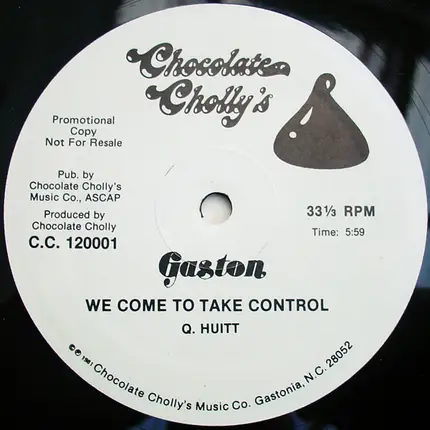 Chocolate
Cholly's
Promotional
Copy
Not For Resale
Pub. by
Chocolate Cholly's
Music Co., ASCAP
Produced by
Chocolate Cholly
C.C. 120001
33⅓ RPM
Time: 5:59
Gaston
WE COME TO TAKE CONTROL
Q. HUITT
©℗ 1981 Chocolate Cholly's Music Co. Gastonia, N.C. 28052